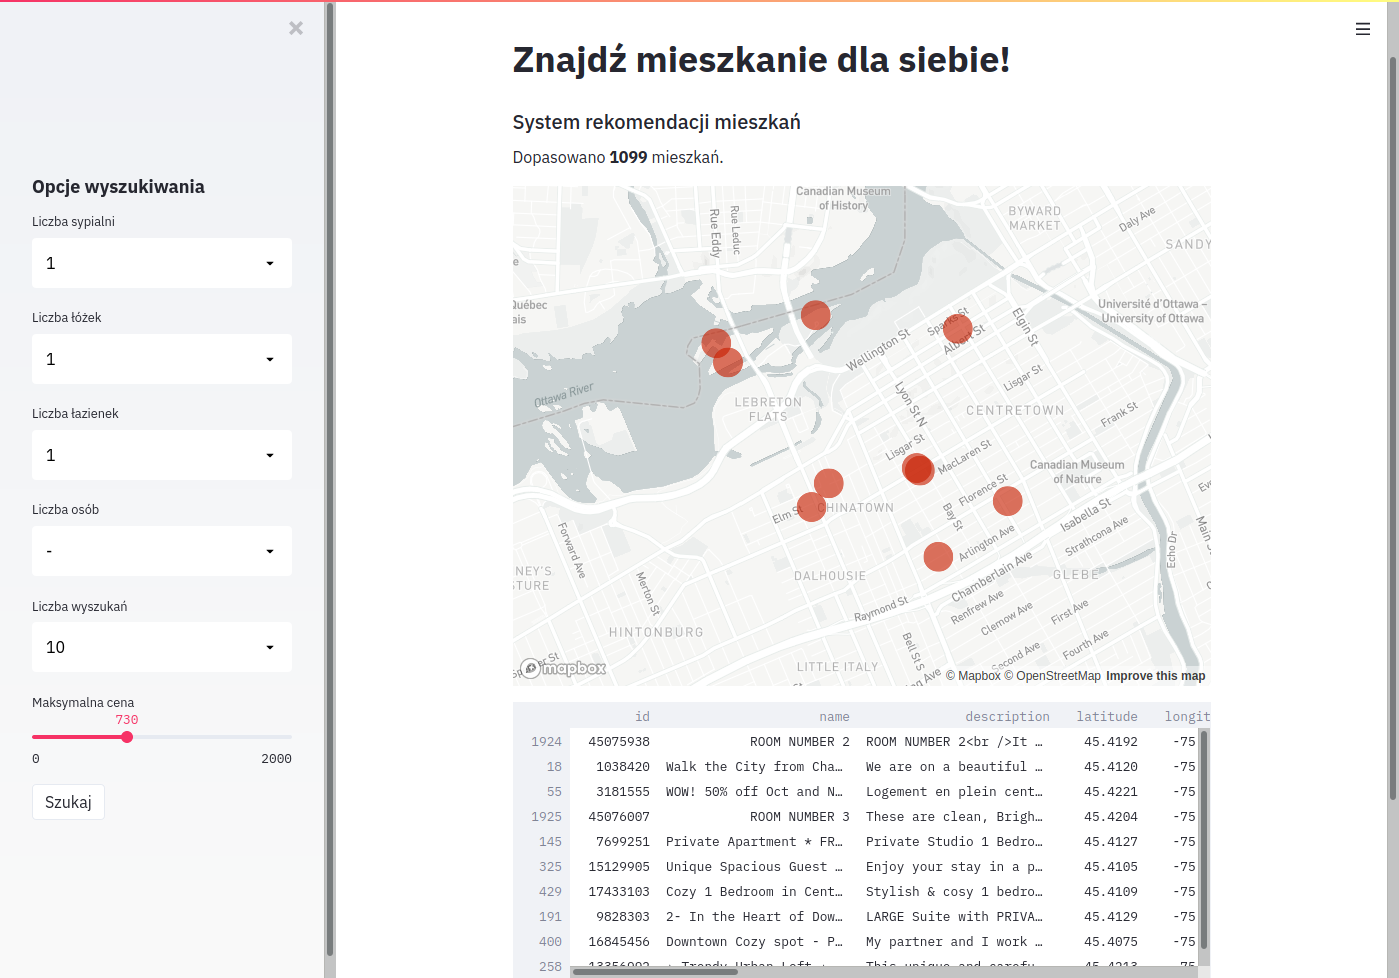 ×
Opcje wyszukiwania
Liczba sypialni
1
Liczba łóżek
1
Liczba łazienek
1
Liczba osób
-
Liczba wyszukań
10
Maksymalna cena
730
0 2000
Szukaj
Znajdź mieszkanie dla siebie!
System rekomendacji mieszkań
Dopasowano 1099 mieszkań.
Canadian Museum
of History
Rue Eddy
Rue Leduc
BYWARD
MARKET
Daly Ave
SANDY
Québec
ais
Université d'Ottawa –
University of Ottawa
Sparks St
Albert St
Elgin St
Wellington St
Lisgar St
Ottawa River
LEBRETON
FLATS
Lyon St N
CENTRETOWN
Frank St
Lisgar St
MacLaren St
Canadian Museum
of Nature
Florence St
Elm St
CHINATOWN
Bay St
Isabella St
Strathcona Ave
Main S
Echo Dr
Forward Ave
Arlington Ave
NEY'S
STURE
Merton St
DALHOUSIE
Chamberlain Ave
GLEBE
Raymond St
Renfrew Ave
Clemow Ave
First Ave
HINTONBURG
Bell St S
Second Ave
Fourth Ave
LITTLE ITALY
mapbox
© Mapbox © OpenStreetMap Improve this map
id name description latitude longit
1924 45075938 ROOM NUMBER 2 ROOM NUMBER 2<br />It … 45.4192 -75
18 1038420 Walk the City from Cha… We are on a beautiful … 45.4120 -75
55 3181555 WOW! 50% off Oct and N… Logement en plein cent… 45.4221 -75
1925 45076007 ROOM NUMBER 3 These are clean, Brigh… 45.4204 -75
145 7699251 Private Apartment * FR… Private Studio 1 Bedro… 45.4127 -75
325 15129905 Unique Spacious Guest … Enjoy your stay in a p… 45.4105 -75
429 17433103 Cozy 1 Bedroom in Cent… Stylish & cosy 1 bedro… 45.4109 -75
191 9828303 2- In the Heart of Dow… LARGE Suite with PRIVA… 45.4129 -75
400 16845456 Downtown Cozy spot - P… My partner and I work … 45.4075 -75
258 13356002 Trendy Urban Loft This unique and carefu… 45.4213 -75